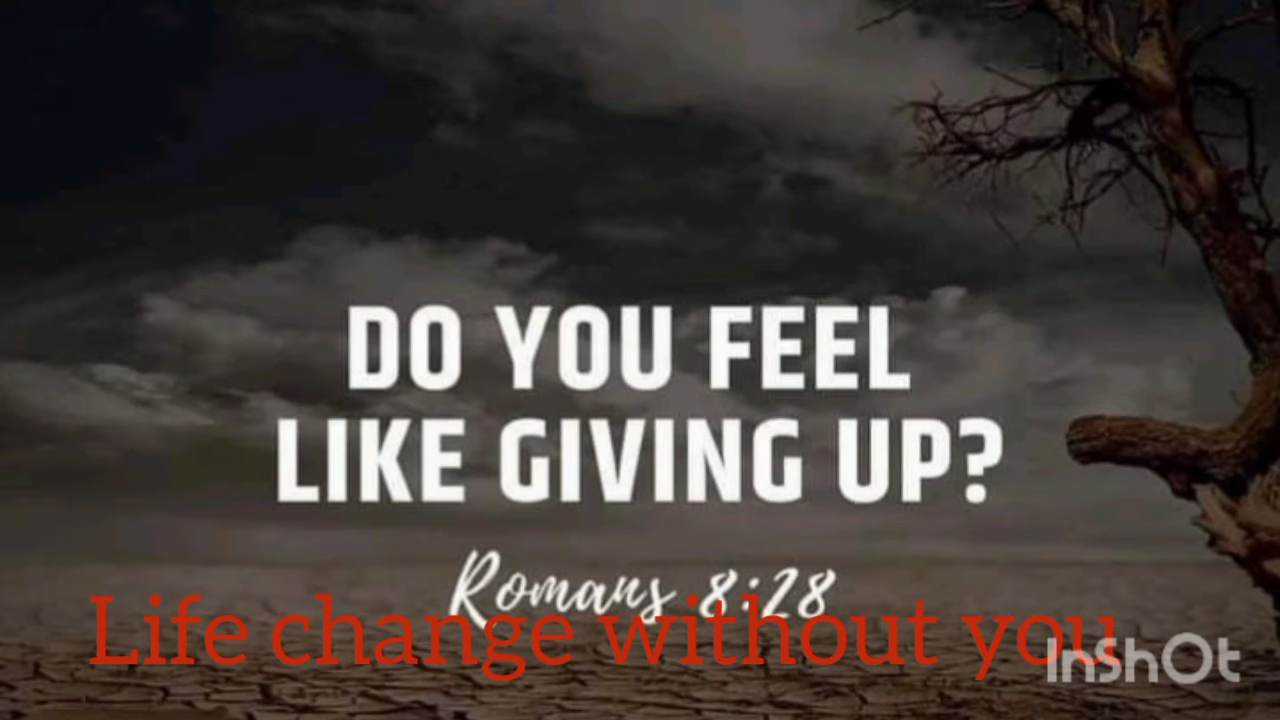 DO YOU FEEL
LIKE GIVING UP?
Romans 8:28
Life change without you
InShOt